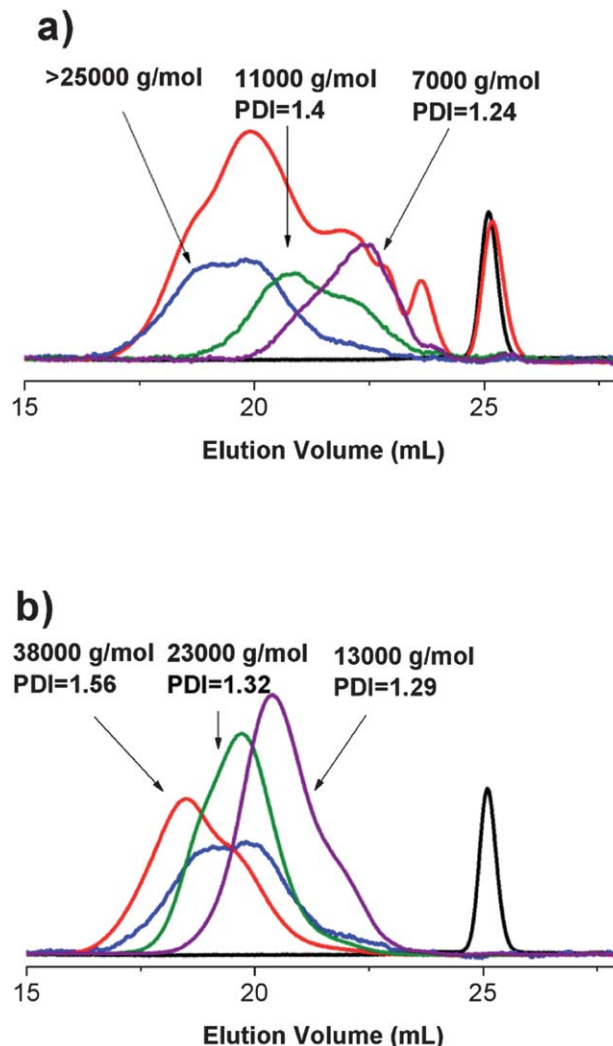 a)
>25000 g/mol 11000 g/mol 7000 g/mol
PDI=1.4 PDI=1.24
15 20 25
Elution Volume (mL)
b)
38000 g/mol 23000 g/mol 13000 g/mol
PDI=1.56 PDI=1.32 PDI=1.29
15 20 25
Elution Volume (mL)